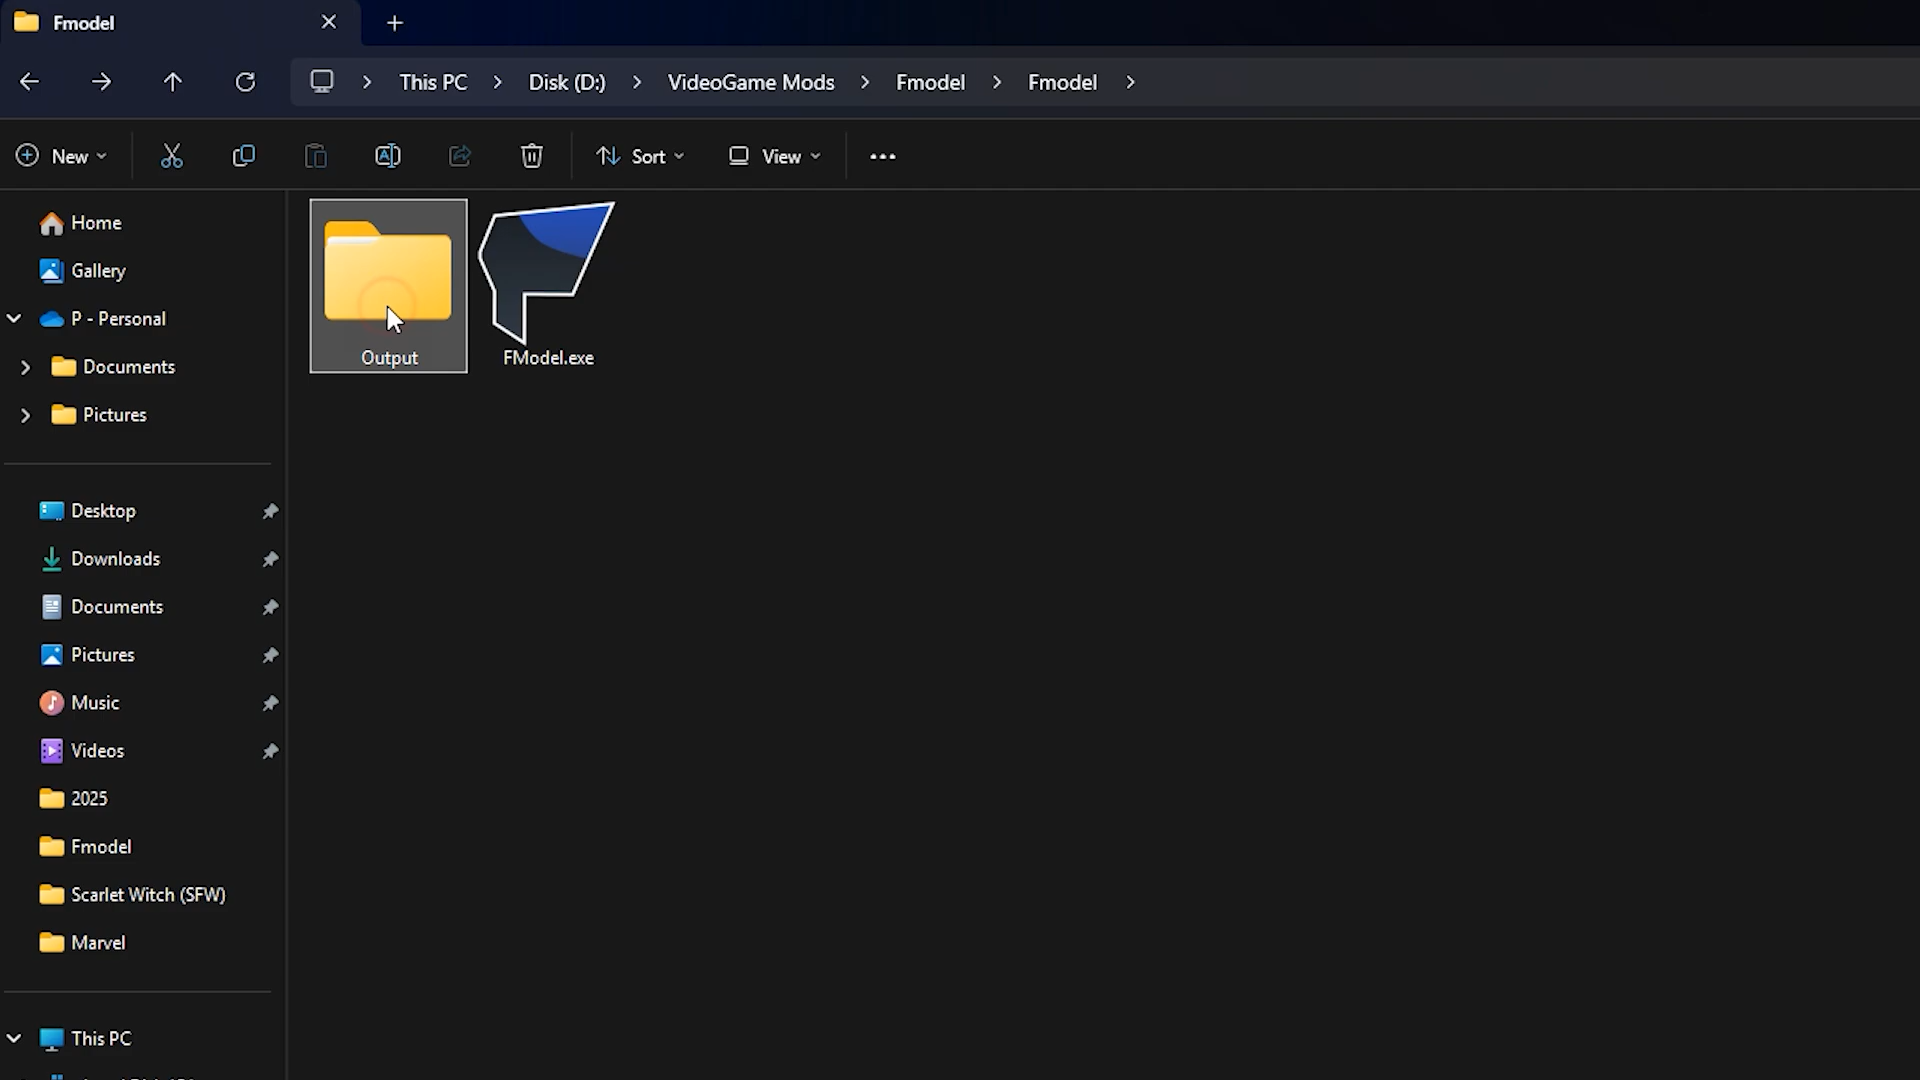 Fmodel
This PC
Disk (D:)
VideoGame Mods
Fmodel
Fmodel
New
Sort
View
Home
Gallery
P - Personal
Documents
Pictures
Desktop
Downloads
Documents
Pictures
Music
Videos
2025
Fmodel
Scarlet Witch (SFW)
Marvel
This PC
Output
FModel.exe